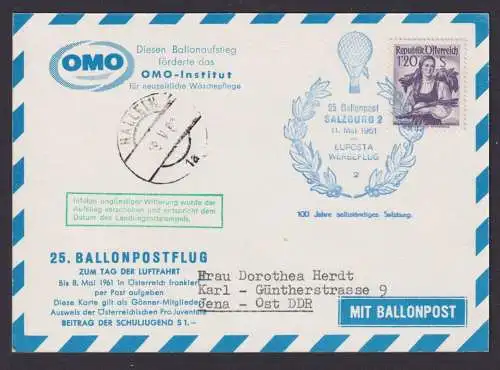 OMO
Diesen Ballonaufstieg
förderte das
OMO-Institut
für neuzeitliche Wäschepflege
Republik Österreich
1'20 S
HALLEIN
1a
25. Ballonpost
SALZBURG 2
11. Mai 1961
EUPOSTA
WERBEFLUG
2
100 Jahre selbständiges Salzburg.
Infolge ungünstiger Witterung wurde der
Aufstieg verschoben und entspricht dem
Datum des Landungsstempels.
25. BALLONPOSTFLUG
ZUM TAG DER LUFTFAHRT
Bis 8. Mai 1961 in Österreich frankiert
per Post aufgeben
Diese Karte gilt als Gönner-Mitglieds
Ausweis der Österreichischen Pro Juventute
BEITRAG DER SCHULJUGEND S 1.—
Frau Dorothea Herdt
Karl - Güntherstrasse 9
Jena - Ost DDR
MIT BALLONPOST